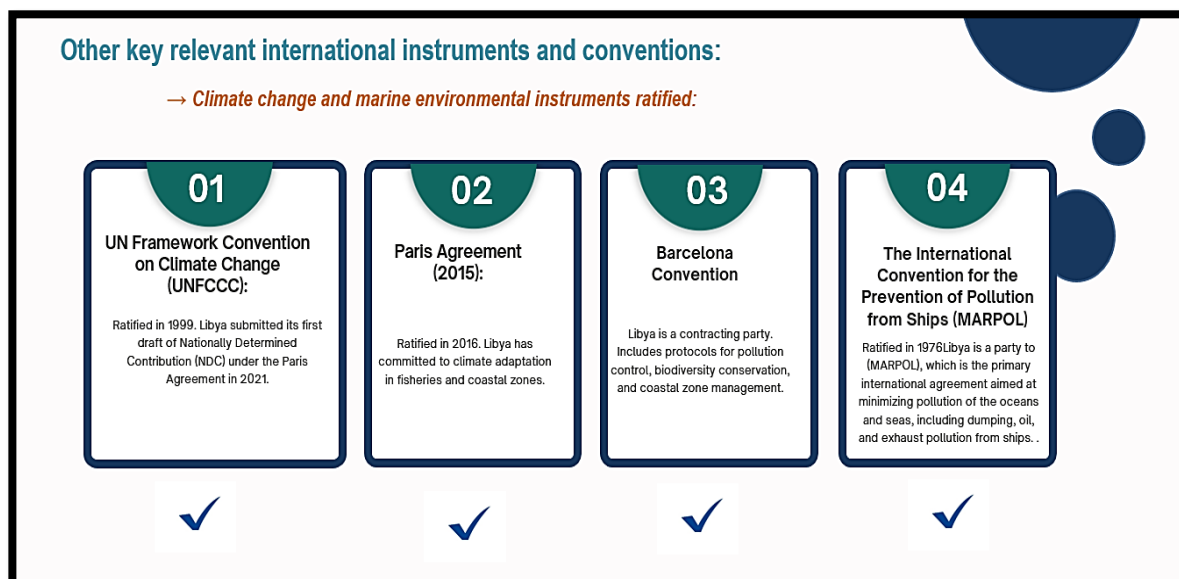 Other key relevant international instruments and conventions:
→ Climate change and marine environmental instruments ratified:
01
UN Framework Convention
on Climate Change
(UNFCCC):
Ratified in 1999. Libya submitted its first
draft of Nationally Determined
Contribution (NDC) under the Paris
Agreement in 2021.
02
Paris Agreement
(2015):
Ratified in 2016. Libya has
committed to climate adaptation
in fisheries and coastal zones.
03
Barcelona
Convention
Libya is a contracting party.
Includes protocols for pollution
control, biodiversity conservation,
and coastal zone management.
04
The International
Convention for the
Prevention of Pollution
from Ships (MARPOL)
Ratified in 1976Libya is a party to
(MARPOL), which is the primary
international agreement aimed at
minimizing pollution of the oceans
and seas, including dumping, oil,
and exhaust pollution from ships. .